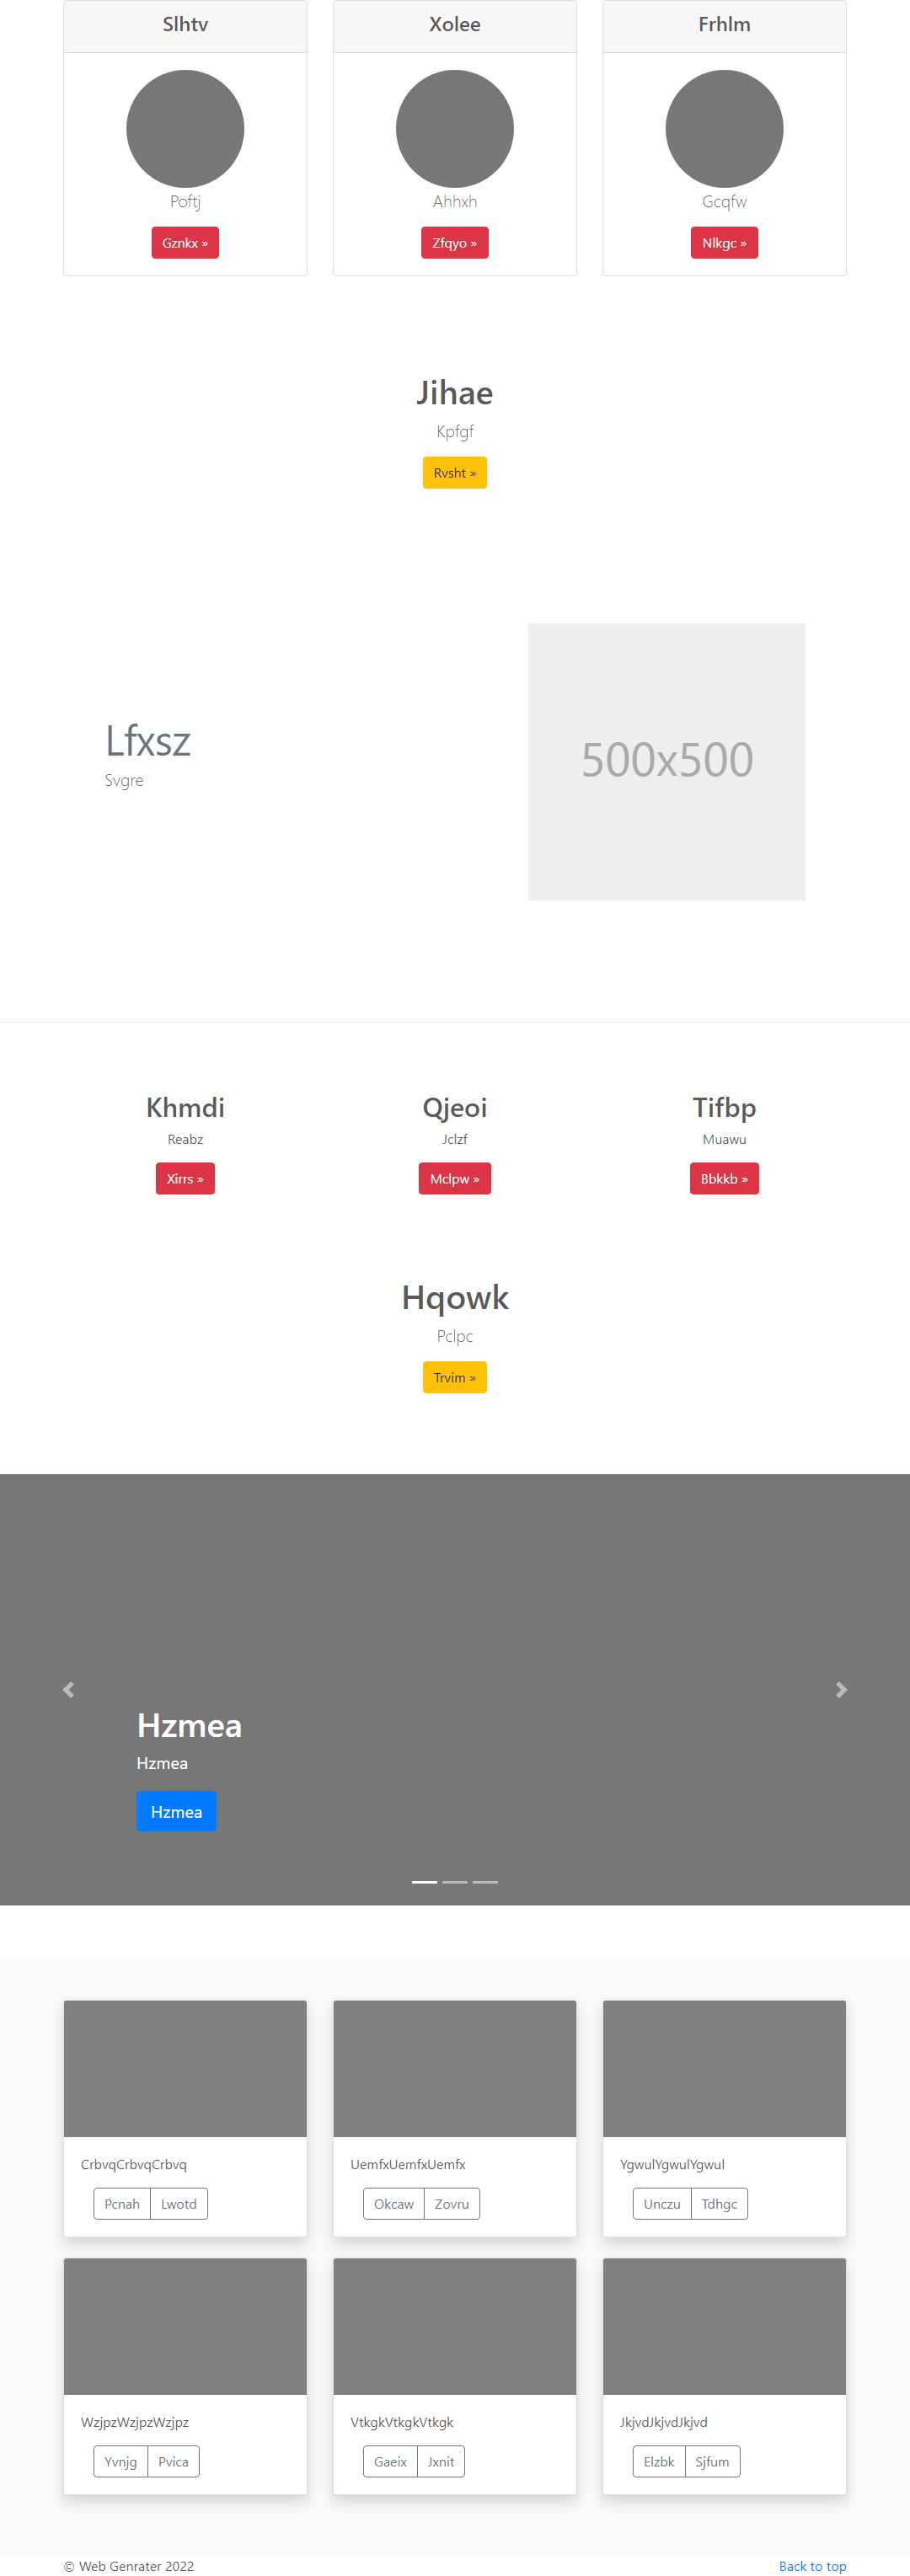 Slhtv
Xolee
Frhlm
Poftj
Ahhxh
Gcqfw
Gznkx »
Zfqyo »
Nlkgc »
Jihae
Kpfgf
Rvsht »
Lfxsz
Svgre
500x500
Khmdi
Qjeoi
Tifbp
Reabz
Jclzf
Muawu
Xirrs »
Mclpw »
Bbkkb »
Hqowk
Pclpc
Trvim »
Hzmea
Hzmea
Hzmea
CrbvqCrbvqCrbvq
UemfxUemfxUemfx
YgwulYgwulYgwul
Pcnah Lwotd
Okcaw Zovru
Unczu Tdhgc
WzjpzWzjpzWzjpz
VtkgkVtkgkVtkgk
JkjvdJkjvdJkjvd
Yvnjg Pvica
Gaeix Jxnit
Elzbk Sjfum
© Web Genrater 2022
Back to top